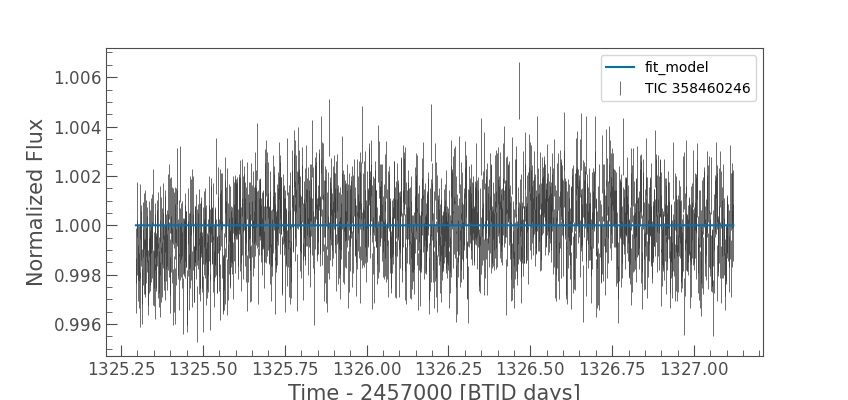 fit_model
TIC 358460246
1.006
1.004
1.002
1.000
0.998
0.996
Normalized Flux
1325.25 1325.50 1325.75 1326.00 1326.25 1326.50 1326.75 1327.00
Time - 2457000 [BTJD days]